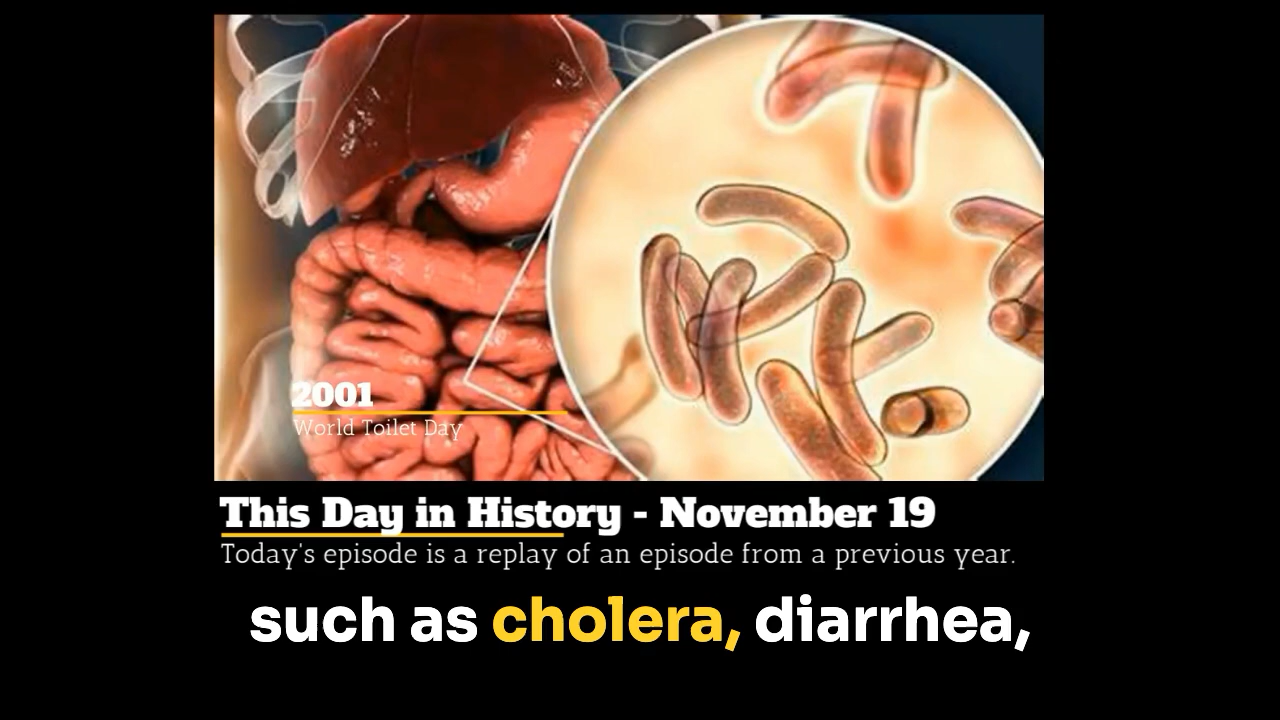 2001
World Toilet Day
This Day in History - November 19
Today's episode is a replay of an episode from a previous year.
such as cholera, diarrhea,